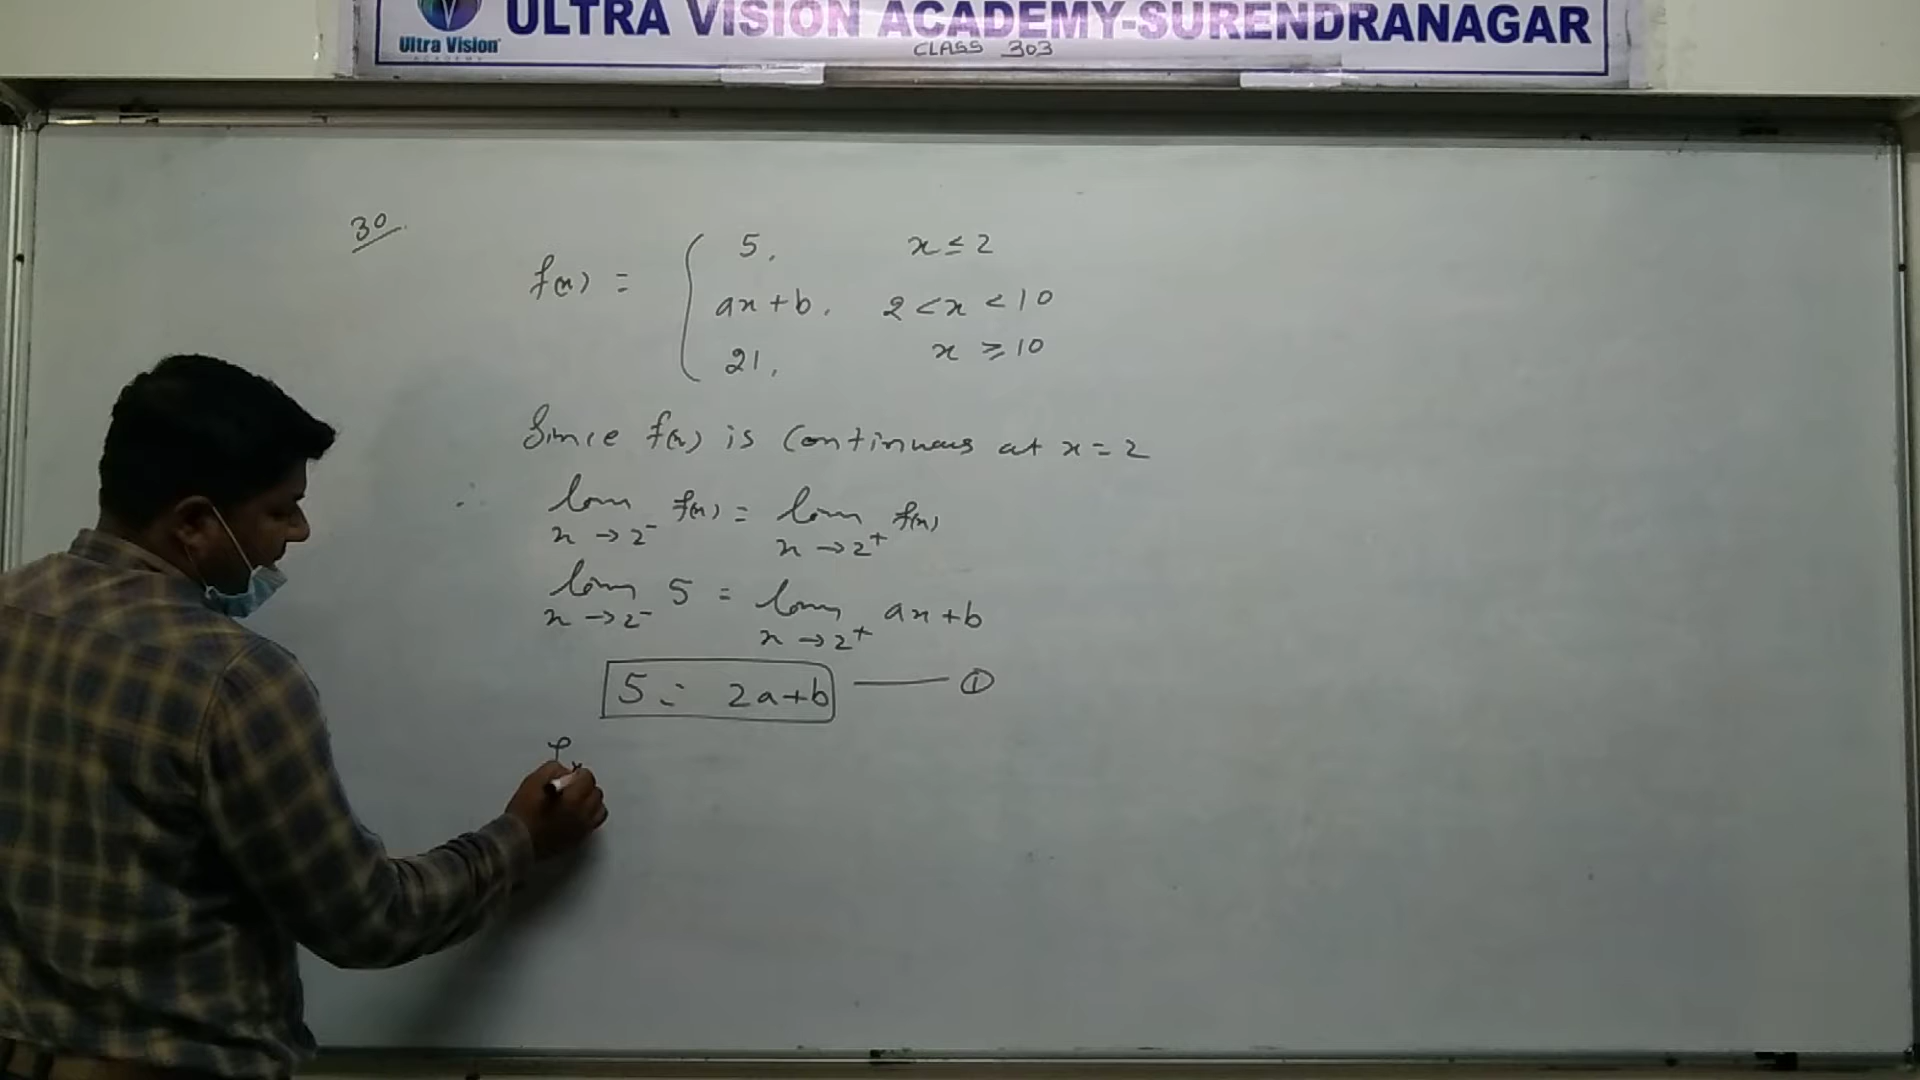 ULTRA VISION ACADEMY-SURENDRANAGAR
Ultra Vision
ACADEMY
CLASS 303
30
f(x) = { 5, x ≤ 2
ax + b, 2 < x < 10
21, x ≥ 10
Since f(x) is Continuous at x = 2
∴ lim x → 2⁻ f(x) = lim x → 2⁺ f(x)
lim x → 2⁻ 5 = lim x → 2⁺ ax + b
5 = 2a + b —— ①